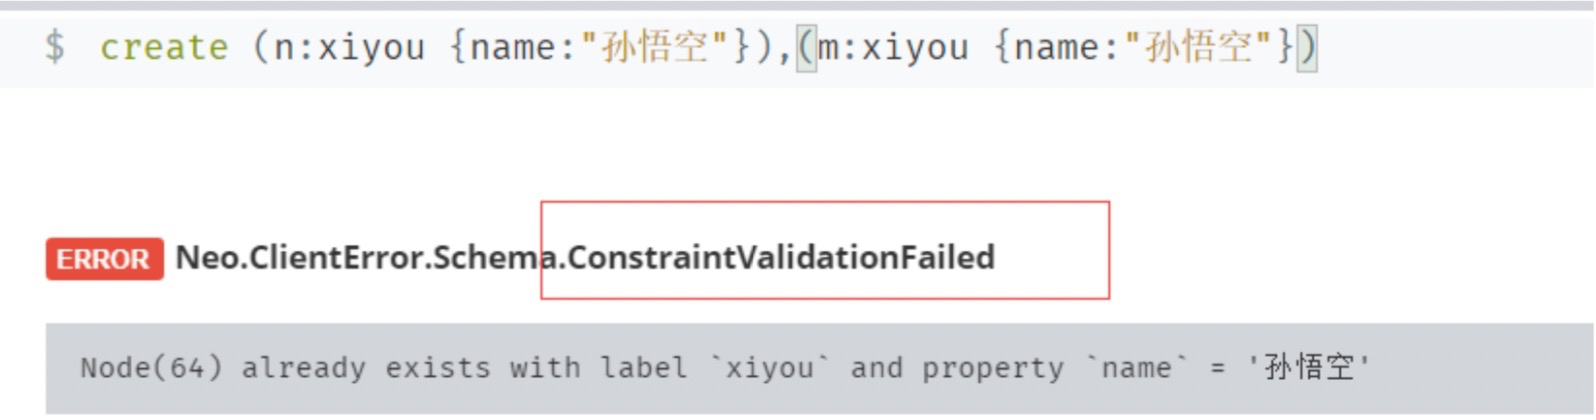 $ create (n:xiyou {name:"孙悟空"}),(m:xiyou {name:"孙悟空"})
ERROR Neo.ClientError.Schema.ConstraintValidationFailed
Node(64) already exists with label `xiyou` and property `name` = '孙悟空'